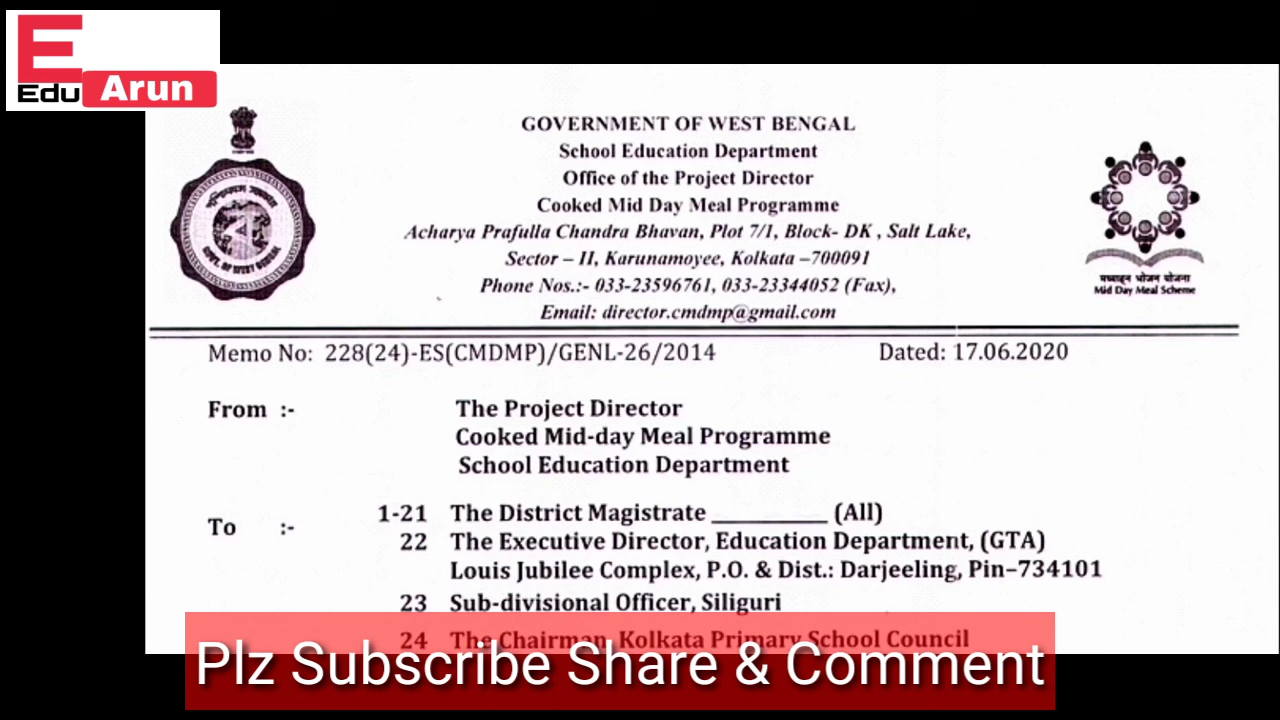 E
Edu Arun
GOVERNMENT OF WEST BENGAL
School Education Department
Office of the Project Director
Cooked Mid Day Meal Programme
Acharya Prafulla Chandra Bhavan, Plot 7/1, Block- DK , Salt Lake,
Sector – II, Karunamoyee, Kolkata –700091
Phone Nos.:- 033-23596761, 033-23344052 (Fax),
Email: director.cmdmp@gmail.com
GOVT. OF WEST BENGAL
मध्याह्न भोजन योजना
Mid Day Meal Scheme
Memo No: 228(24)-ES(CMDMP)/GENL-26/2014 Dated: 17.06.2020
From :- The Project Director
Cooked Mid-day Meal Programme
School Education Department
To :- 1-21 The District Magistrate __________ (All)
22 The Executive Director, Education Department, (GTA)
Louis Jubilee Complex, P.O. & Dist.: Darjeeling, Pin–734101
23 Sub-divisional Officer, Siliguri
24 The Chairman, Kolkata Primary School Council
Plz Subscribe Share & Comment